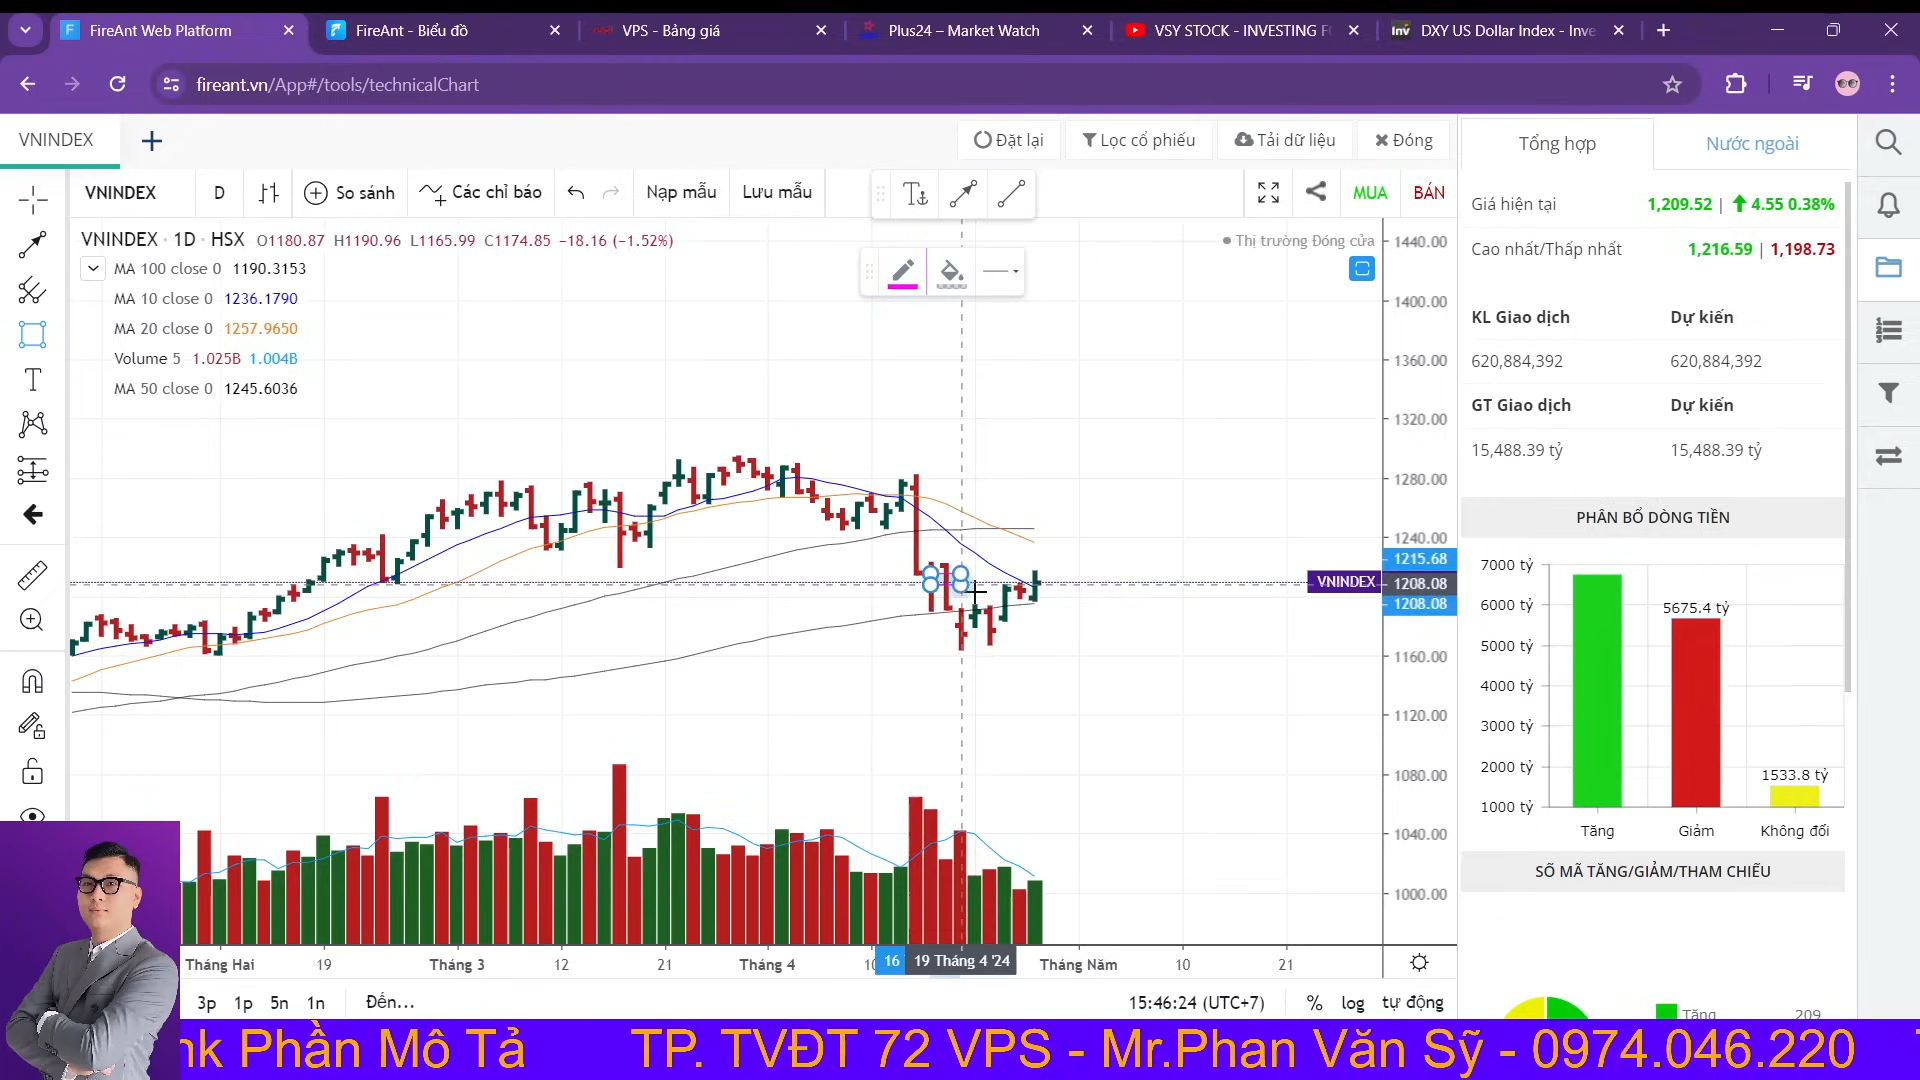 FireAnt Web Platform
FireAnt - Biểu đồ
VPS - Bảng giá
Plus24 – Market Watch
VSY STOCK - INVESTING F
DXY US Dollar Index - Inve
fireant.vn/App#/tools/technicalChart
VNINDEX
Đặt lại
Lọc cổ phiếu
Tải dữ liệu
Đóng
Tổng hợp
Nước ngoài
VNINDEX
D
So sánh
Các chỉ báo
Nạp mẫu
Lưu mẫu
MUA
BÁN
VNINDEX · 1D · HSX O1180.87 H1190.96 L1165.99 C1174.85 −18.16 (−1.52%)
MA 100 close 0 1190.3153
MA 10 close 0 1236.1790
MA 20 close 0 1257.9650
Volume 5 1.025B 1.004B
MA 50 close 0 1245.6036
Thị trường Đóng cửa
1440.00
1400.00
1360.00
1320.00
1280.00
1240.00
1215.68
VNINDEX
1208.08
1208.08
1160.00
1120.00
1080.00
1040.00
1000.00
Tháng Hai
19
Tháng 3
12
21
Tháng 4
16
19 Tháng 4 '24
Tháng Năm
10
21
3p 1p 5n 1n
Đến...
15:46:24 (UTC+7)
% log tự động
Giá hiện tại 1,209.52 | 4.55 0.38%
Cao nhất/Thấp nhất 1,216.59 | 1,198.73
KL Giao dịch Dự kiến
620,884,392 620,884,392
GT Giao dịch Dự kiến
15,488.39 tỷ 15,488.39 tỷ
PHÂN BỔ DÒNG TIỀN
7000 tỷ
6000 tỷ
5000 tỷ
4000 tỷ
3000 tỷ
2000 tỷ
1000 tỷ
5675.4 tỷ
1533.8 tỷ
Tăng
Giảm
Không đối
SỐ MÃ TĂNG/GIẢM/THAM CHIẾU
Tăng 209
nk Phần Mô Tả TP. TVĐT 72 VPS - Mr.Phan Văn Sỹ - 0974.046.220